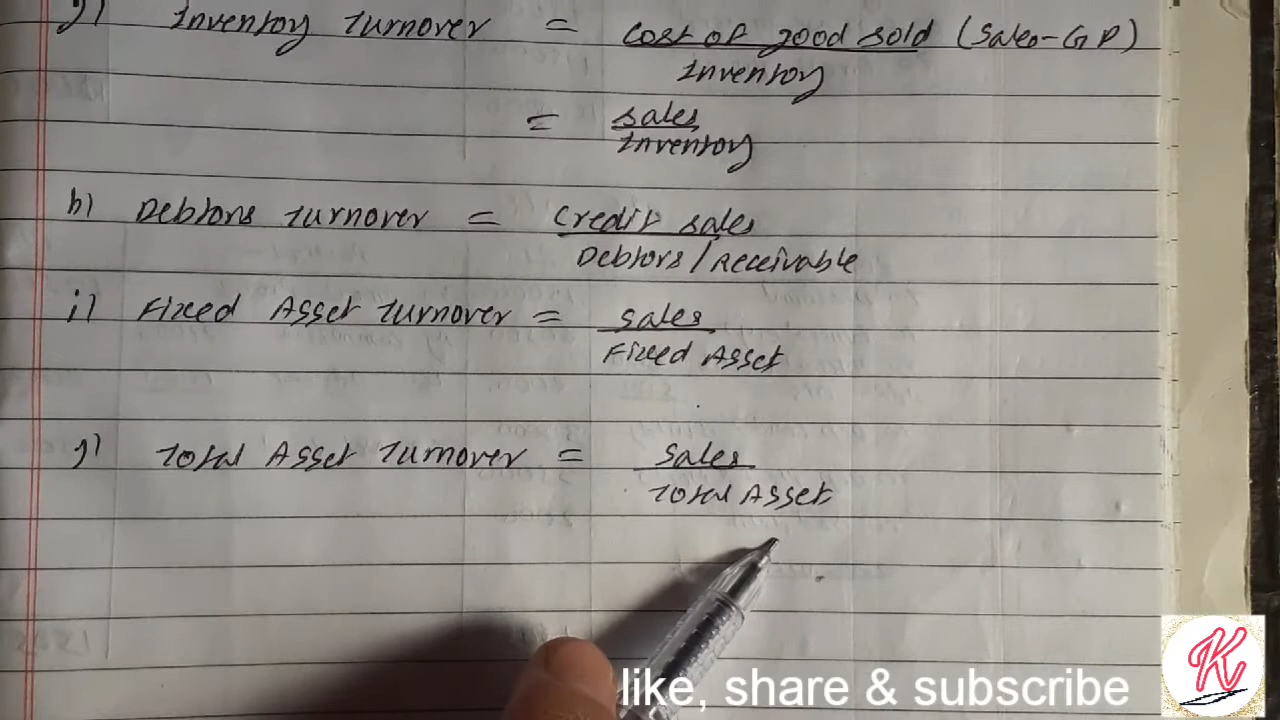 g) Inventory turnover = Cost of good sold (Sales-GP)
Inventory
= Sales
Inventory
h) Debtors turnover = Credit sales
Debtors / Receivable
i) Fixed Asset turnover = Sales
Fixed Asset
j) Total Asset turnover = Sales
Total Asset
like, share & subscribe
K